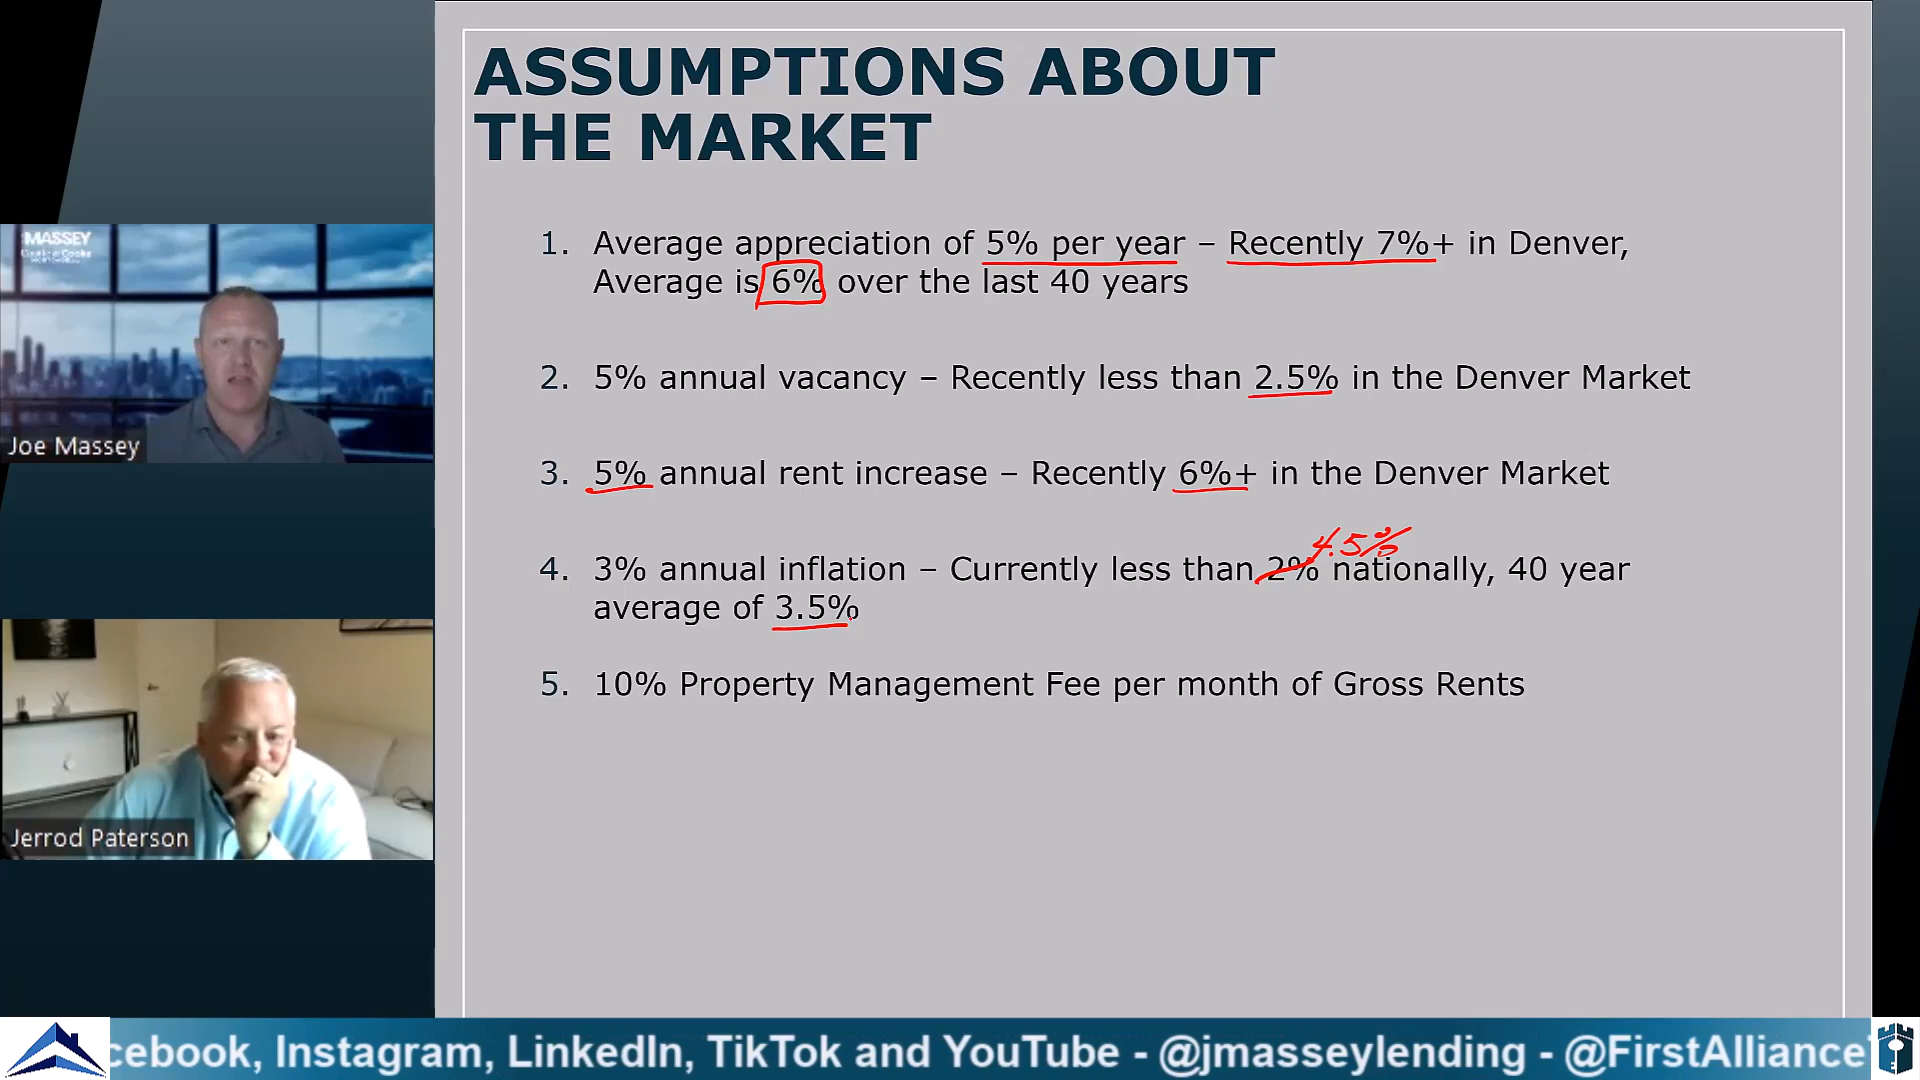 ASSUMPTIONS ABOUT
THE MARKET
1. Average appreciation of 5% per year – Recently 7%+ in Denver,
Average is 6% over the last 40 years
2. 5% annual vacancy – Recently less than 2.5% in the Denver Market
3. 5% annual rent increase – Recently 6%+ in the Denver Market
4.5%
4. 3% annual inflation – Currently less than 2% nationally, 40 year
average of 3.5%
5. 10% Property Management Fee per month of Gross Rents
MASSEY
Joe Massey
Jerrod Paterson
cebook, Instagram, LinkedIn, TikTok and YouTube - @jmasseylending - @FirstAlliance